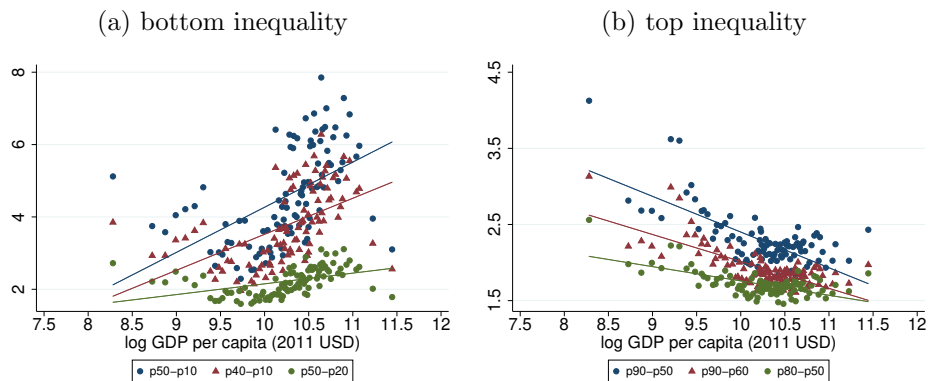 (a) bottom inequality
8
6
4
2
7.5 8 8.5 9 9.5 10 10.5 11 11.5 12
log GDP per capita (2011 USD)
p50−p10 p40−p10 p50−p20
(b) top inequality
4.5
3.5
2.5
1.5
7.5 8 8.5 9 9.5 10 10.5 11 11.5 12
log GDP per capita (2011 USD)
p90−p50 p90−p60 p80−p50